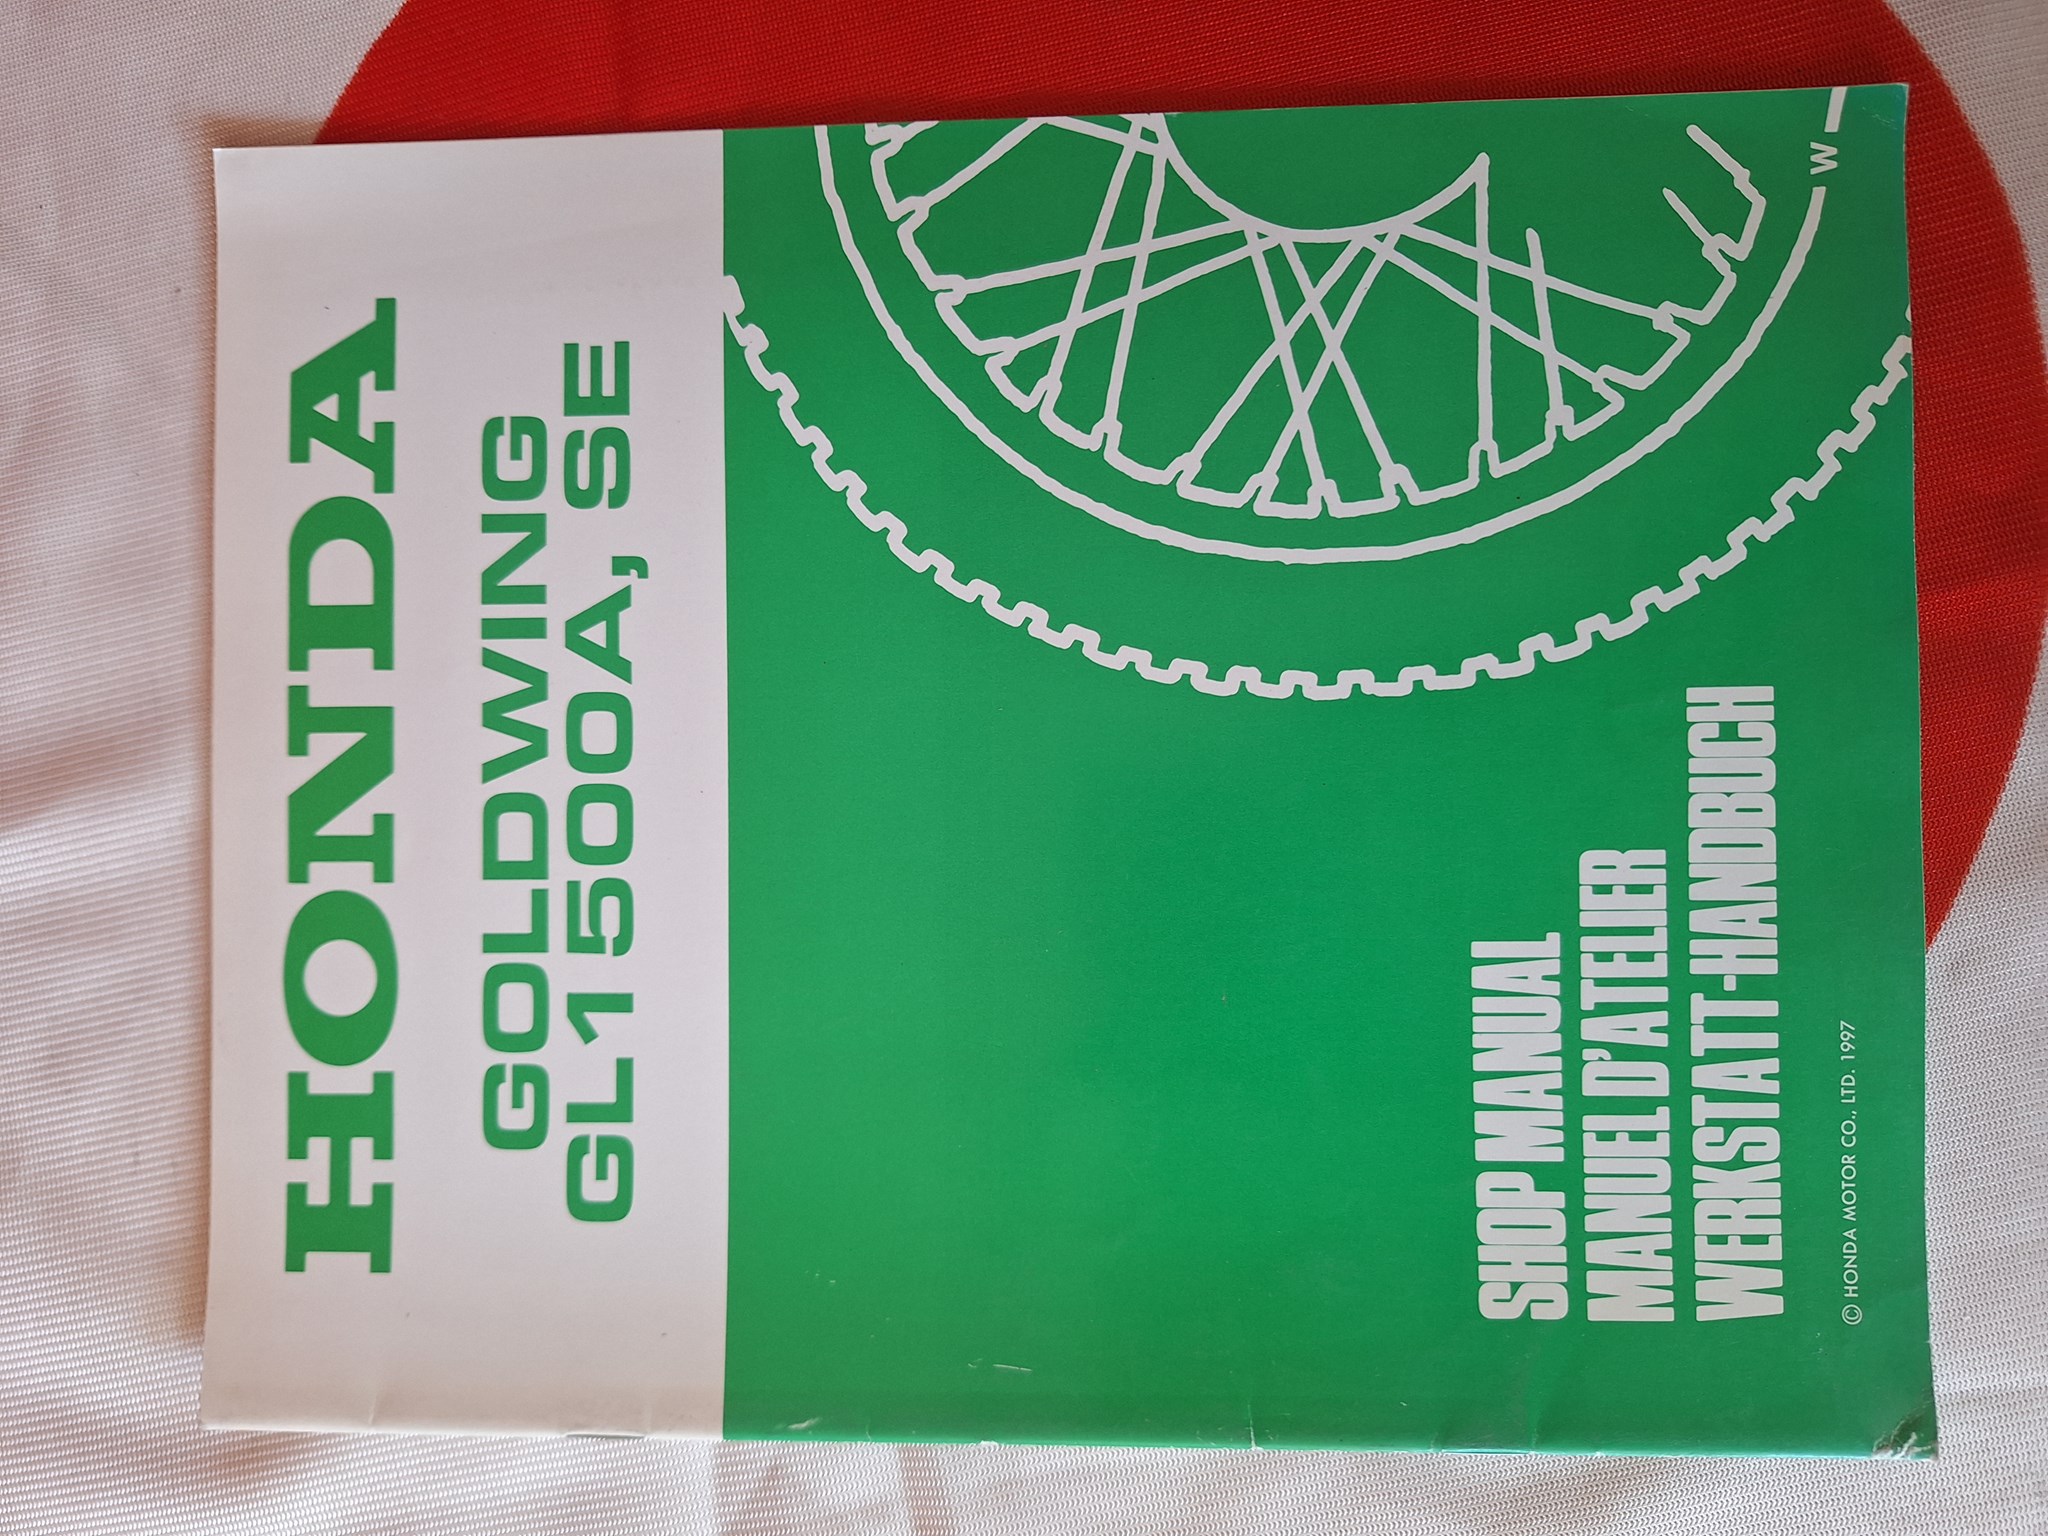 HONDA
GOLDWING
GL1500A, SE
W
SHOP MANUAL
MANUEL D'ATELIER
WERKSTATT-HANDBUCH
© HONDA MOTOR CO., LTD. 1997